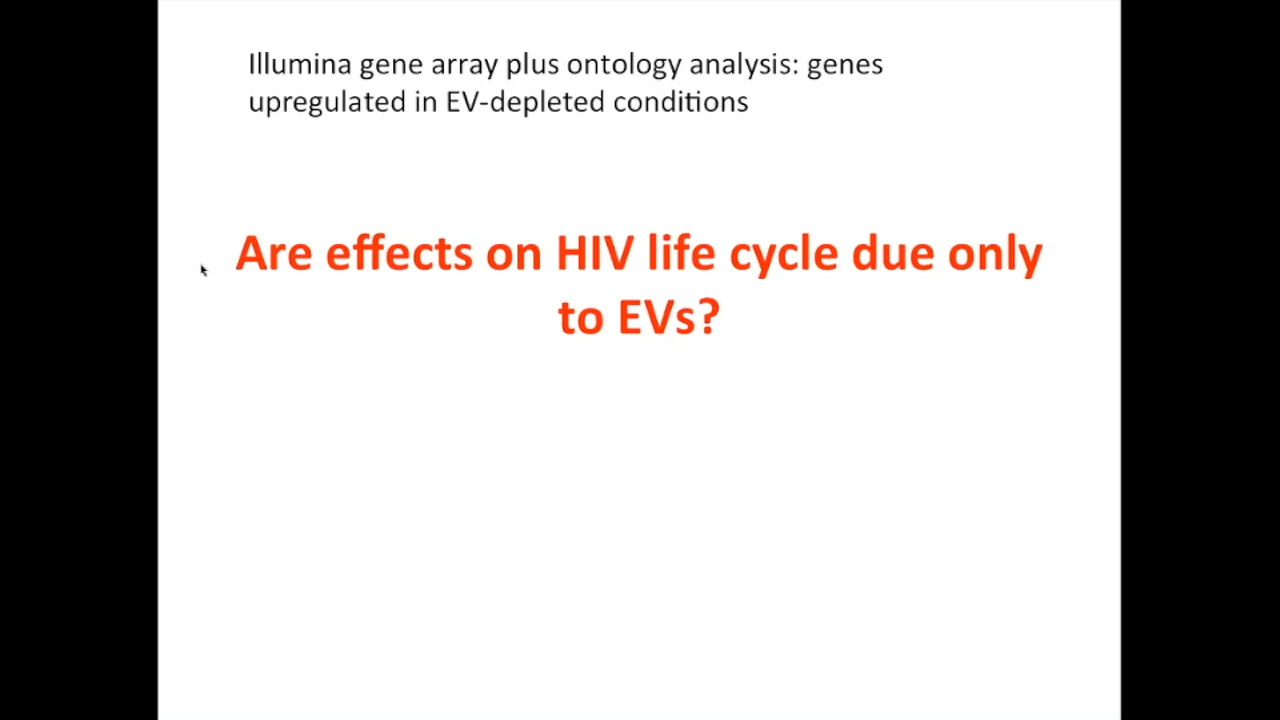 Illumina gene array plus ontology analysis: genes
upregulated in EV-depleted conditions
Are effects on HIV life cycle due only
to EVs?